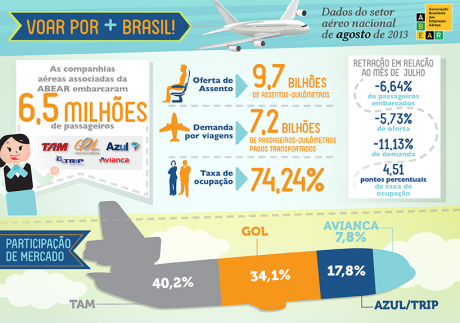 VOAR POR + BRASIL!
Dados do setor
aéreo nacional
de agosto de 2013
ABEAR
Associação
Brasileira
das Empresas
Aéreas
As companhias
aéreas associadas da
ABEAR embarcaram
6,5 MILHÕES
de passageiros
TAM GOL Azul
TRIP Avianca
Oferta de
Assento
9,7 BILHÕES
DE ASSENTOS-QUILÔMETROS
Demanda
por viagens
7,2 BILHÕES
DE PASSAGEIROS-QUILÔMETROS
PAGOS TRANSPORTADOS
Taxa de
ocupação
74,24%
RETRAÇÃO EM RELAÇÃO
AO MÊS DE JULHO
-6,64%
de passageiros
embarcados
-5,73%
de oferta
-11,13%
de demanda
4,51
pontos percentuais
de taxa de
ocupação
PARTICIPAÇÃO
DE MERCADO
TAM
40,2%
GOL
34,1%
AVIANCA
7,8%
17,8%
AZUL/TRIP